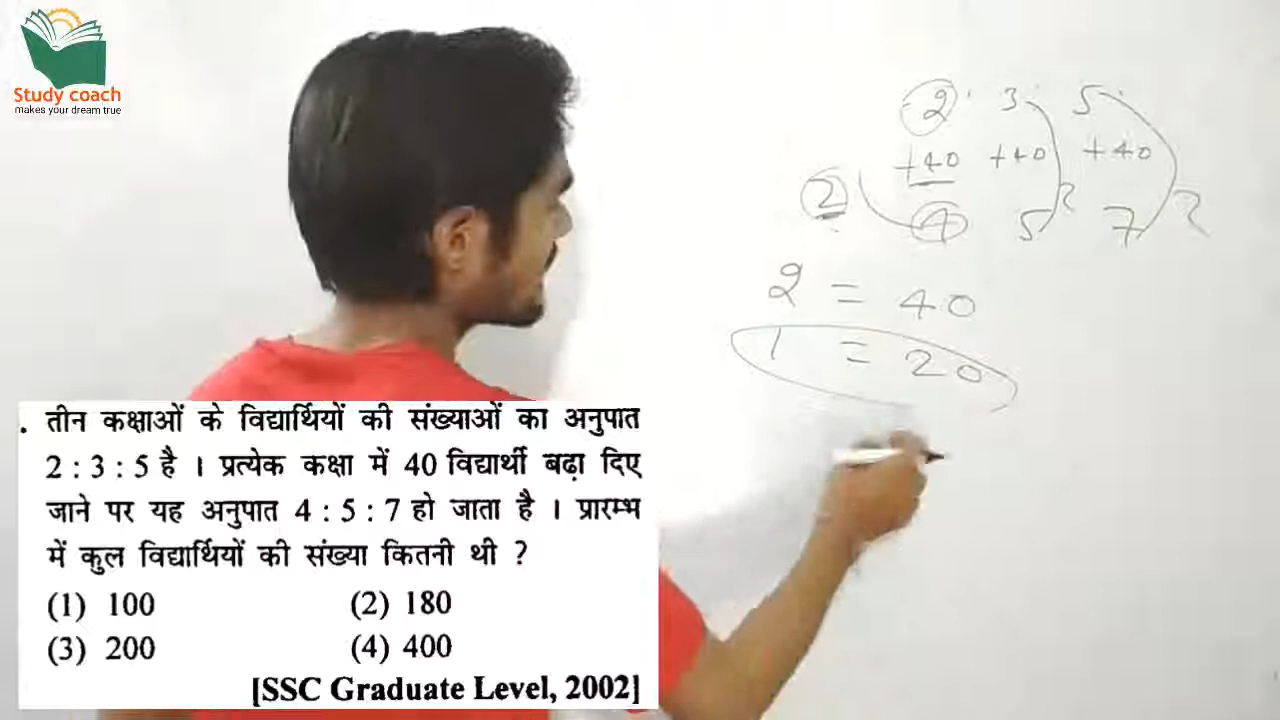 Study coach
makes your dream true
2 : 3 : 5
+40 +40 +40
2 4 5 2 7 2
2 = 40
1 = 20
. तीन कक्षाओं के विद्यार्थियों की संख्याओं का अनुपात
2 : 3 : 5 है । प्रत्येक कक्षा में 40 विद्यार्थी बढ़ा दिए
जाने पर यह अनुपात 4 : 5 : 7 हो जाता है । प्रारम्भ
में कुल विद्यार्थियों की संख्या कितनी थी ?
(1) 100 (2) 180
(3) 200 (4) 400
[SSC Graduate Level, 2002]